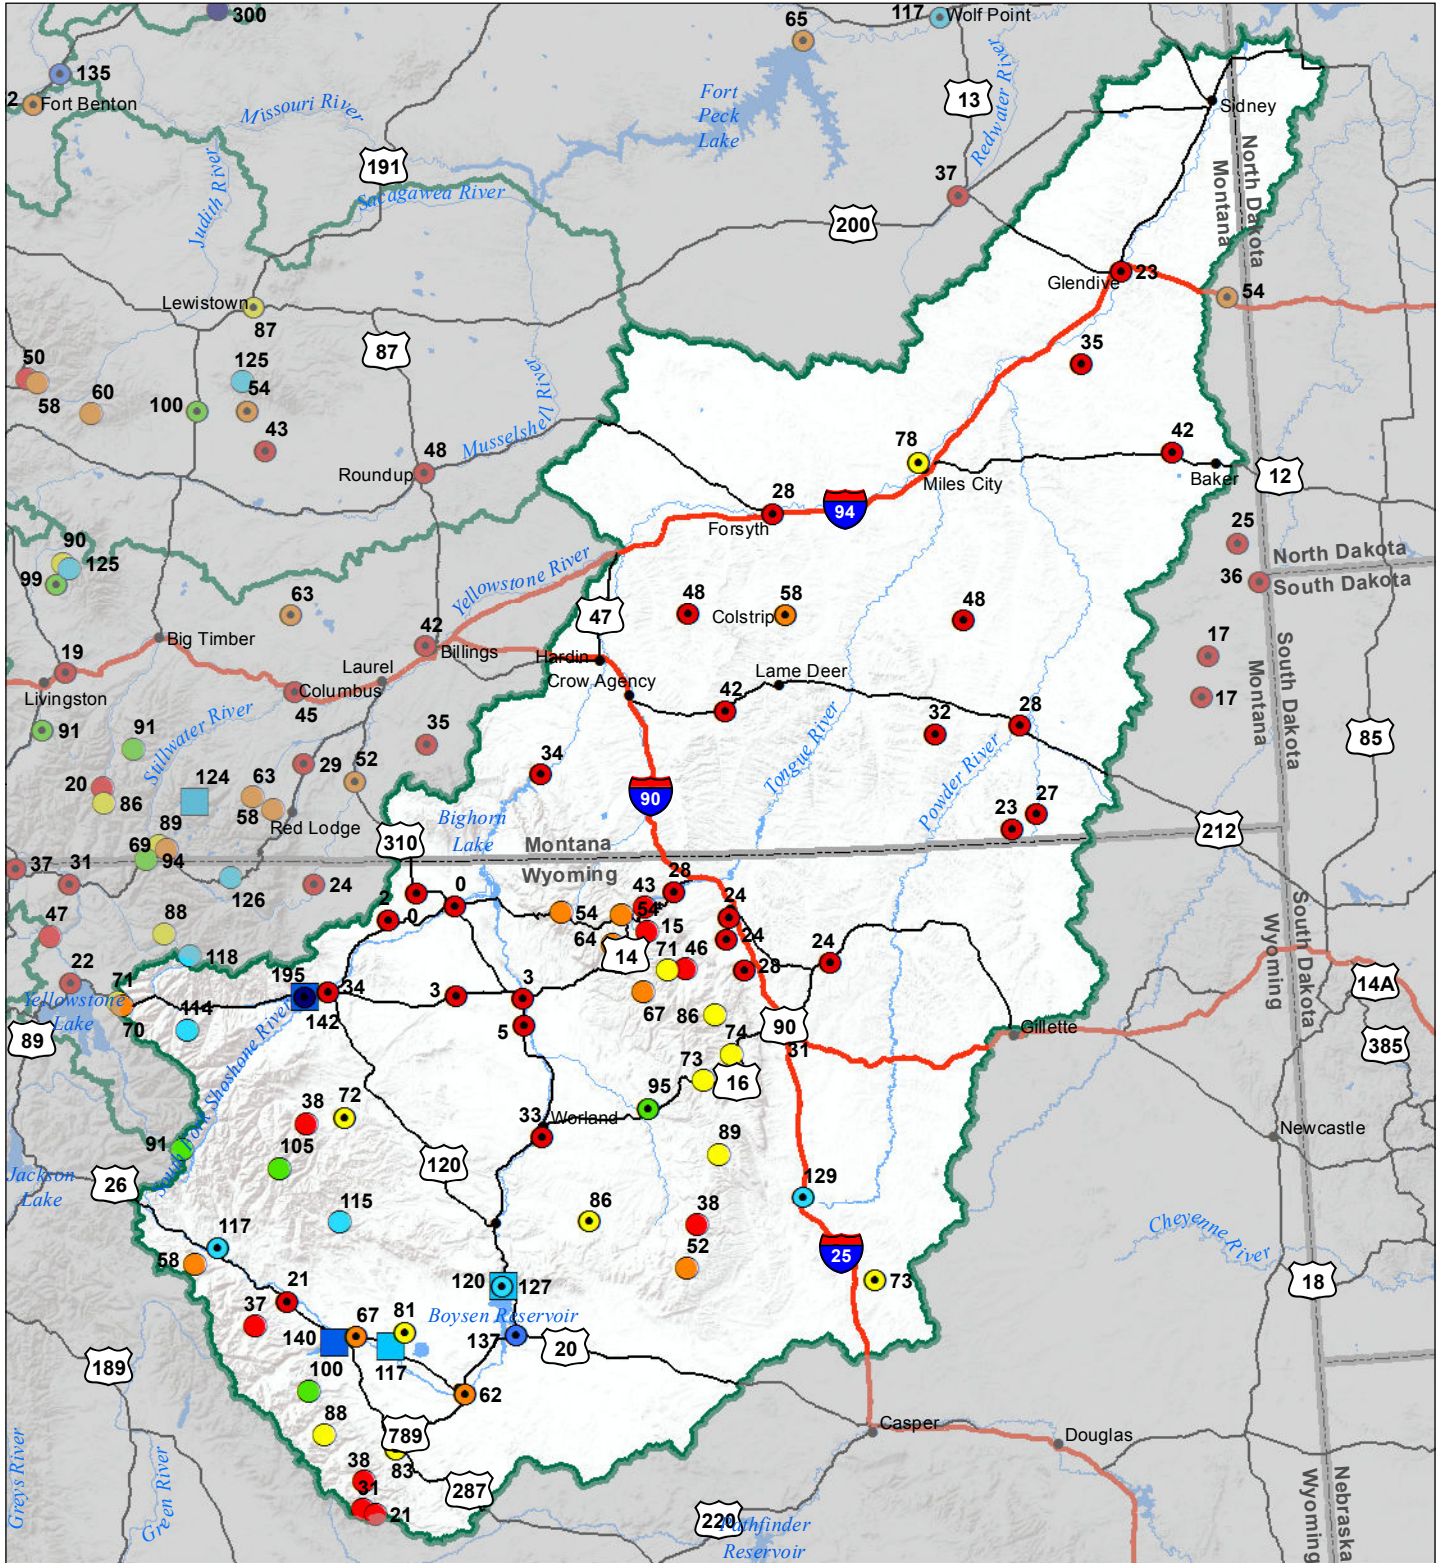 300
65
117
Wolf Point
135
2
Fort Benton
Missouri River
Fort
Peck
Lake
13
Redwater River
Sidney
191
Judith River
Sacagawea River
37
200
North Dakota
Montana
Glendive
23
54
Lewistown
87
87
35
50
58
60
125
54
100
43
Musselshell River
48
Roundup
78
Miles City
42
Baker
12
28
94
Forsyth
25
90
125
99
North Dakota
South Dakota
36
Yellowstone River
63
48
Colstrip
58
48
47
Big Timber
42
Billings
Hardin
Laurel
Crow Agency
Lame Deer
17
19
Livingston
Columbus
45
42
South Dakota
Montana
17
91
91
Stillwater River
35
32
28
85
34
Tongue River
Powder River
20
86
124
63
58
29
52
Red Lodge
90
23
27
Bighorn
Lake
212
89
69
94
310
Montana
Wyoming
37
31
126
24
28
43
2
0
0
54
54
15
24
24
24
South Dakota
Wyoming
47
88
118
64
14
71
46
28
22
71
70
Yellowstone
Lake
195
142
34
3
3
67
86
14A
114
5
74
90
31
Gillette
89
385
South Fork Shoshone River
73
16
38
72
33
Worland
95
Newcastle
91
105
120
89
Jackson
Lake
26
129
115
86
38
Cheyenne River
117
58
52
25
120
127
73
18
21
37
67
81
Boysen Reservoir
140
117
137
20
189
100
62
88
789
83
Casper
Douglas
38
287
31
21
220
Pathfinder
Reservoir
Greys River
Green River
Nebraska
Wyoming